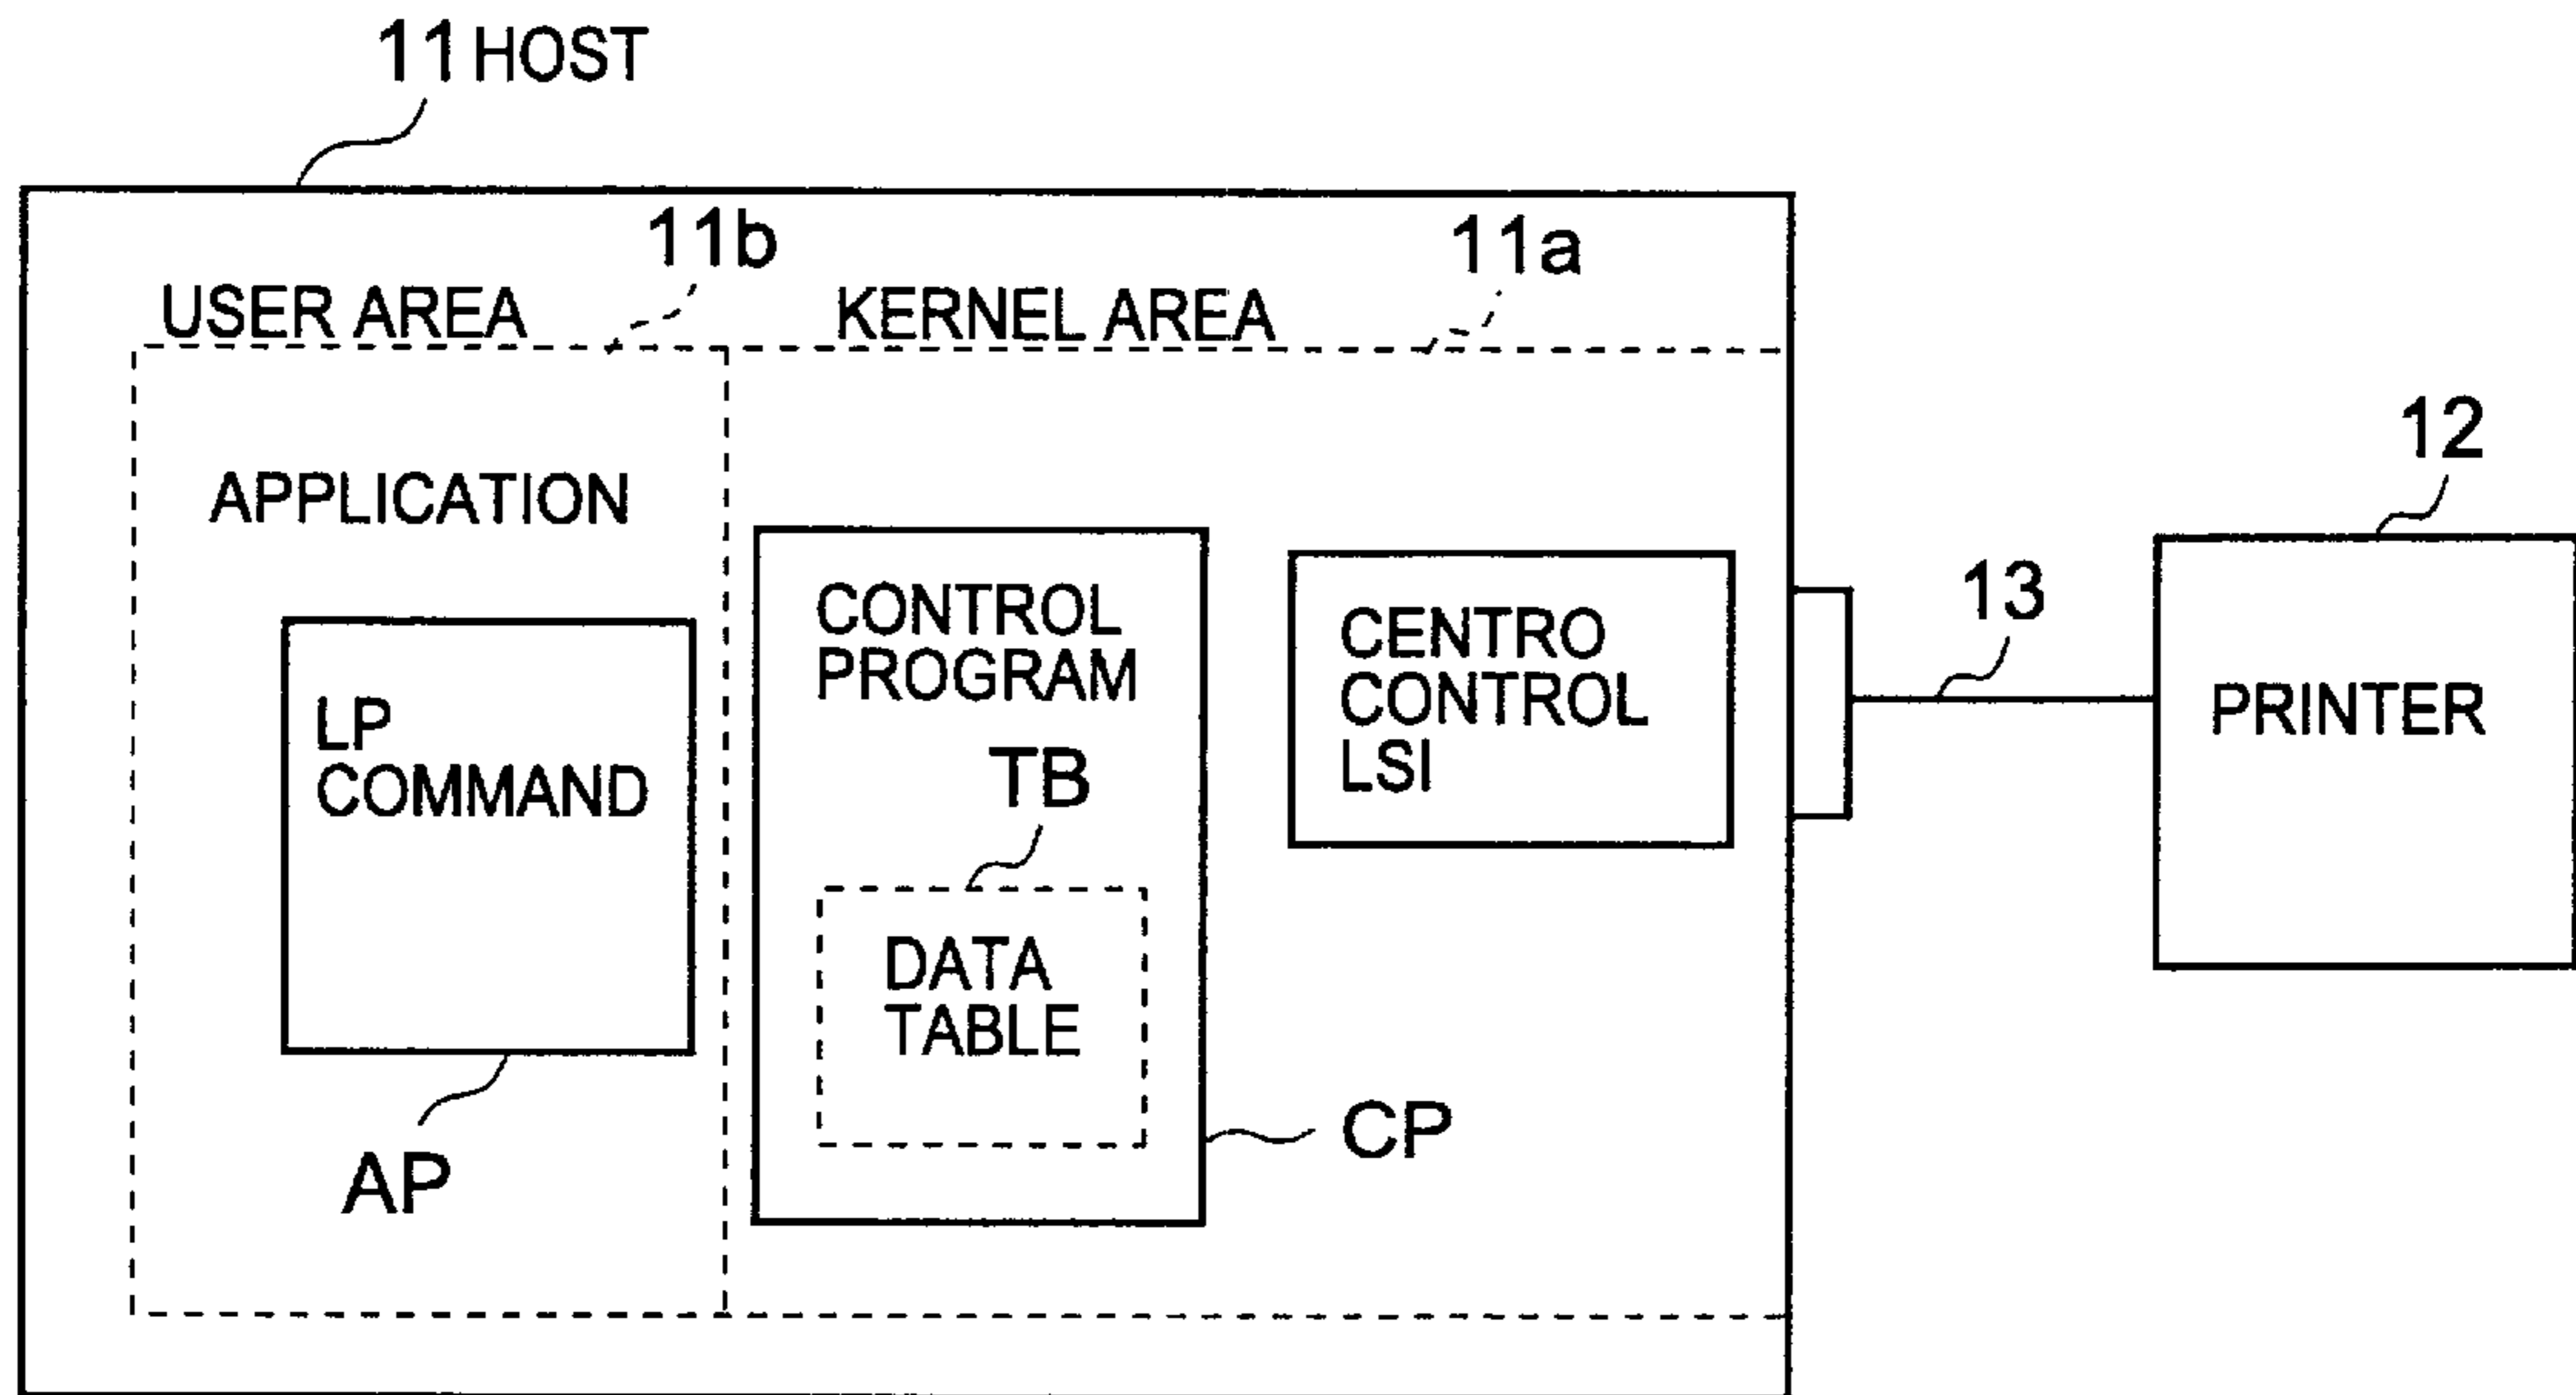 11 HOST
11b
11a
USER AREA
KERNEL AREA
APPLICATION
12
CONTROL
PROGRAM
CENTRO
CONTROL
LSI
13
LP
COMMAND
PRINTER
TB
DATA
TABLE
CP
AP